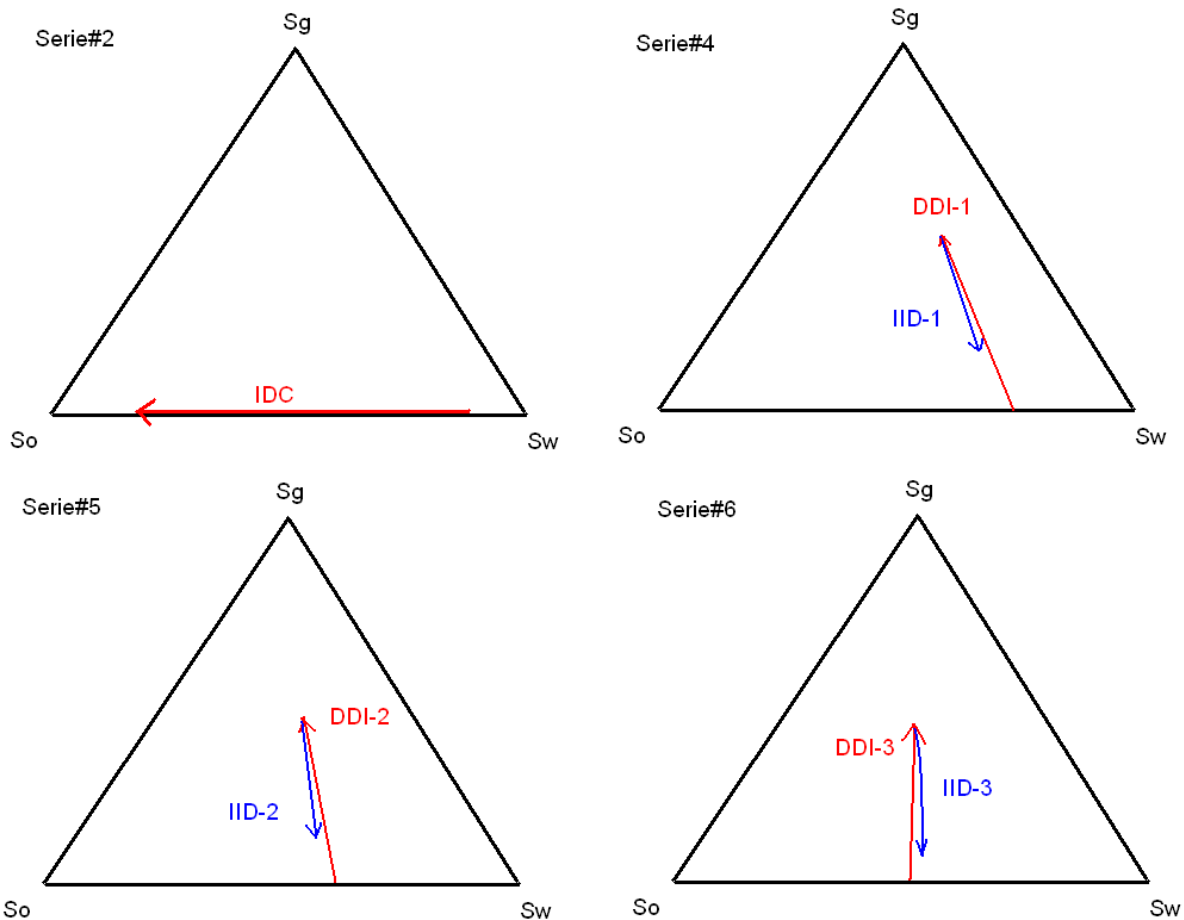 Serie#2
Sg
IDC
So
Sw
Serie#4
Sg
DDI-1
IID-1
So
Sw
Serie#5
Sg
DDI-2
IID-2
So
Sw
Serie#6
Sg
DDI-3
IID-3
So
Sw